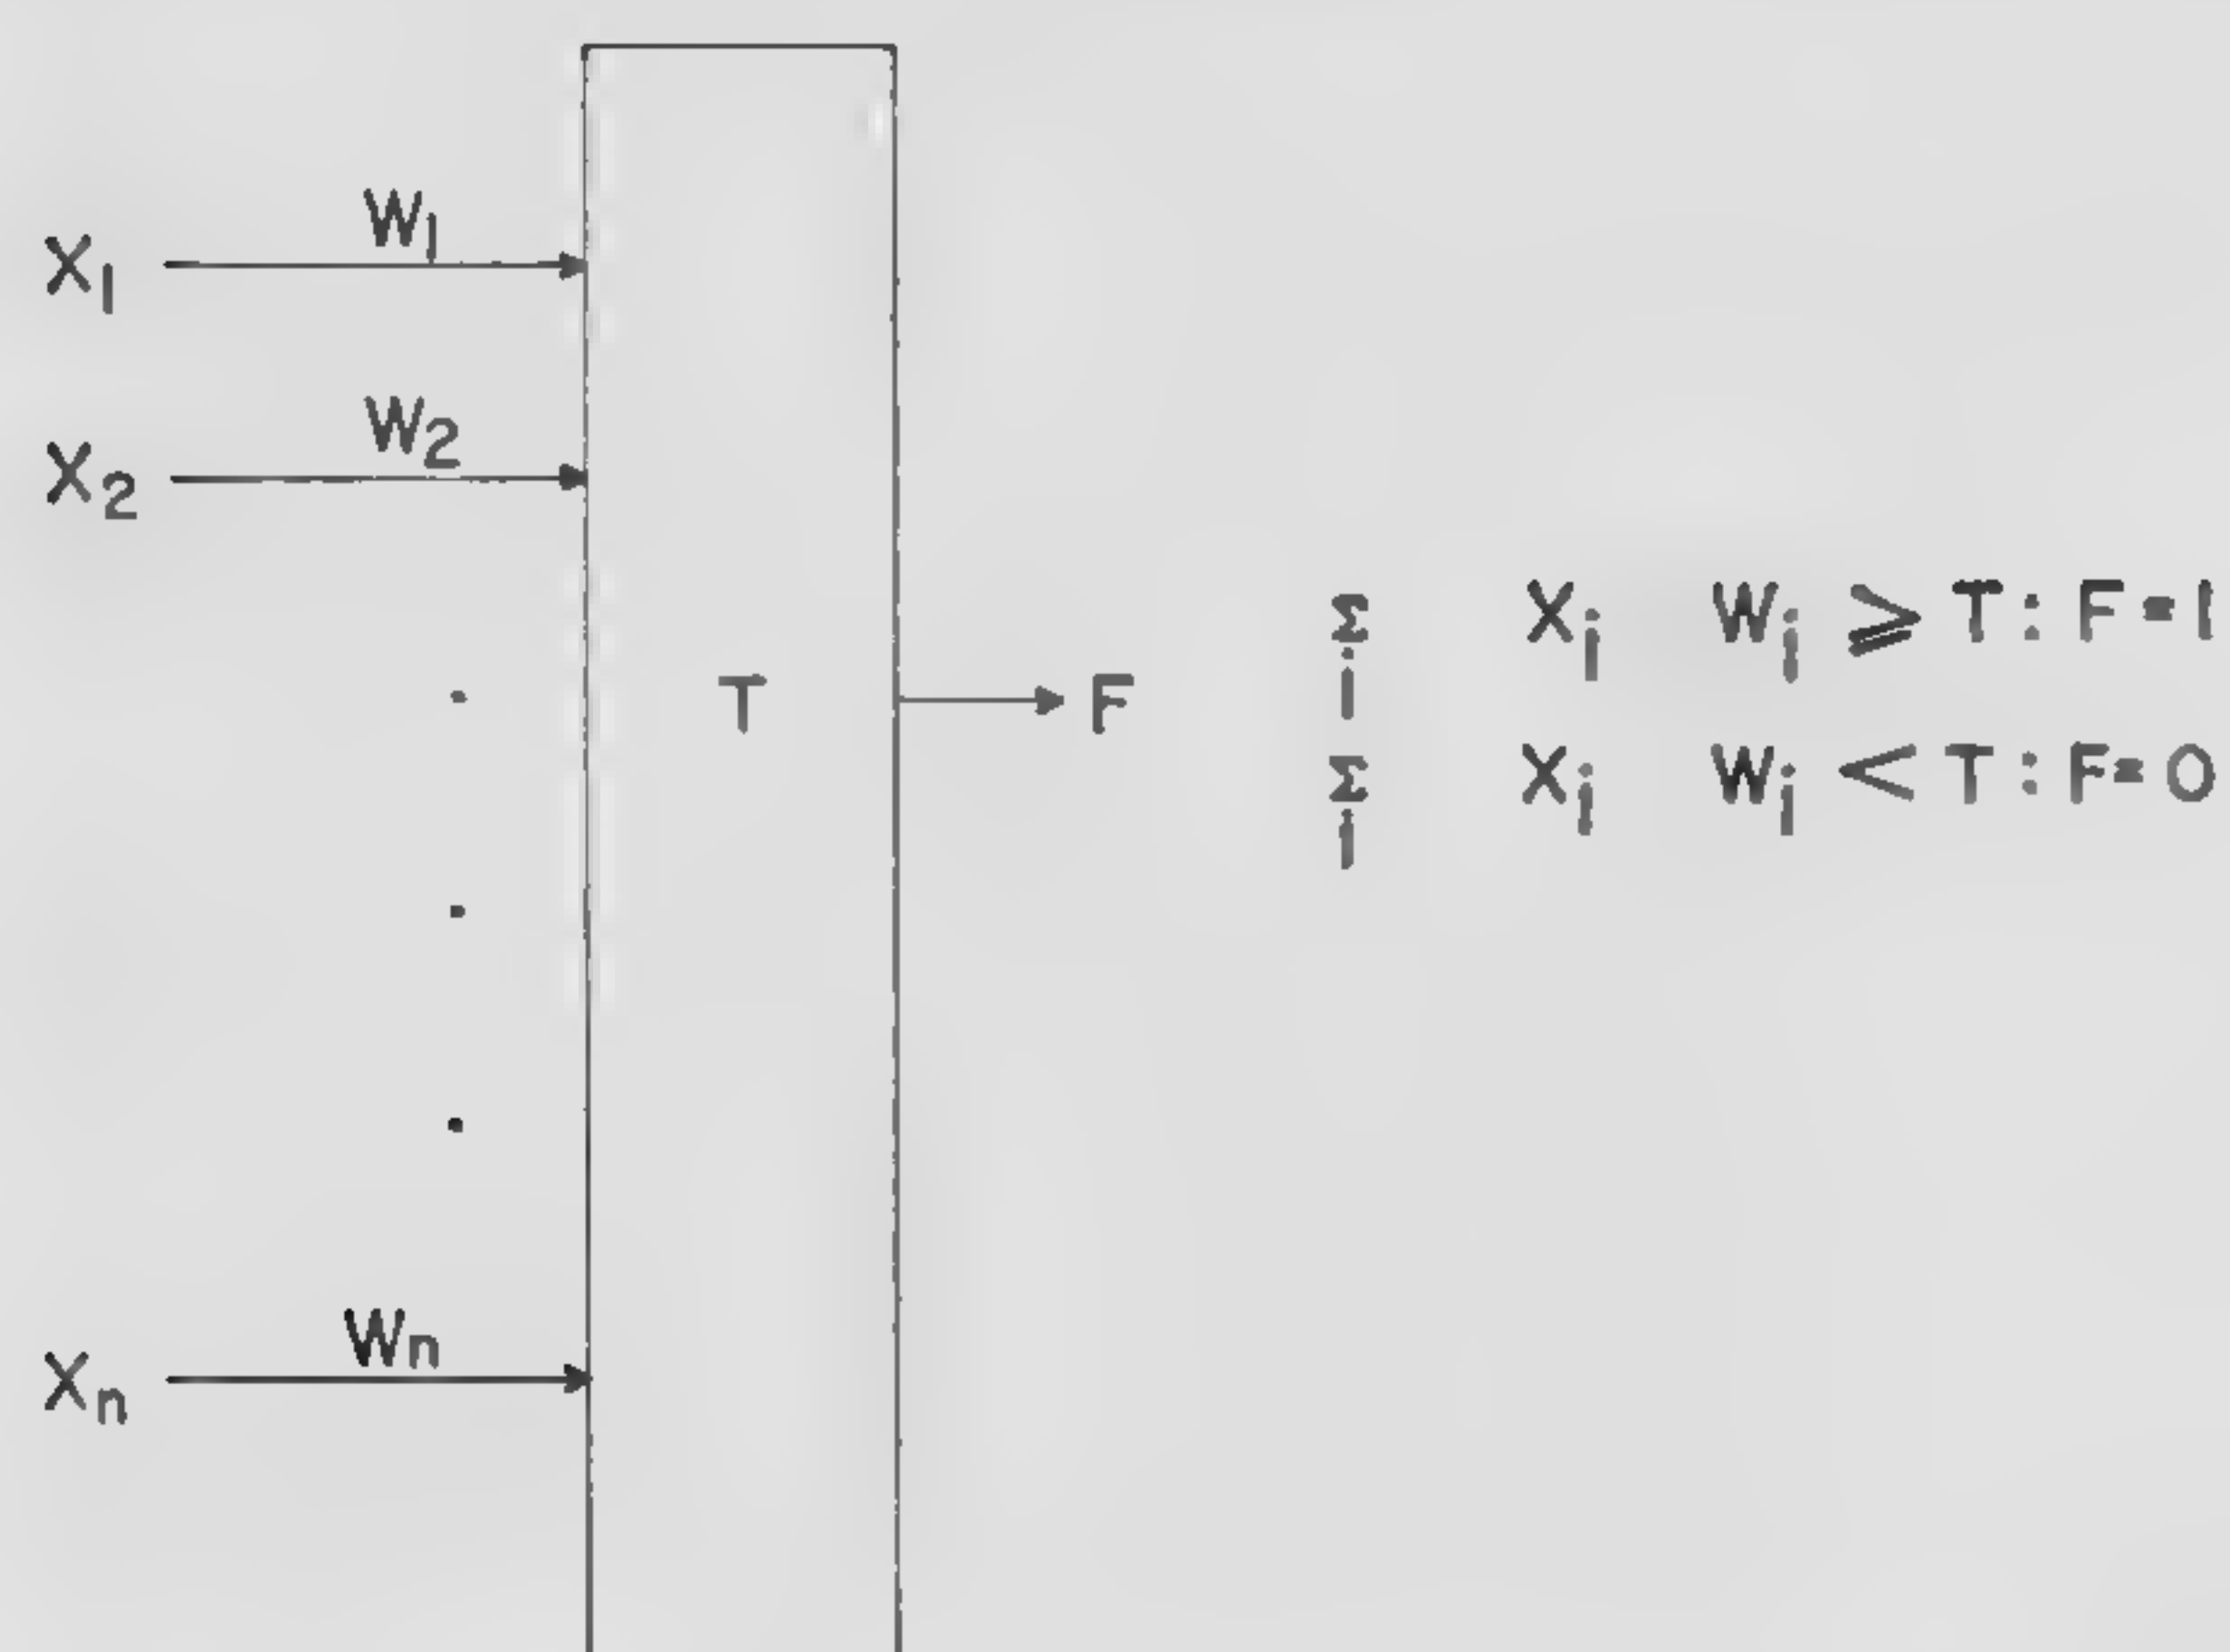 X1 W1
X2 W2
T F
Σ i Xi Wi ⩾ T: F=1
Σ i Xi Wi < T: F=0
Xn Wn